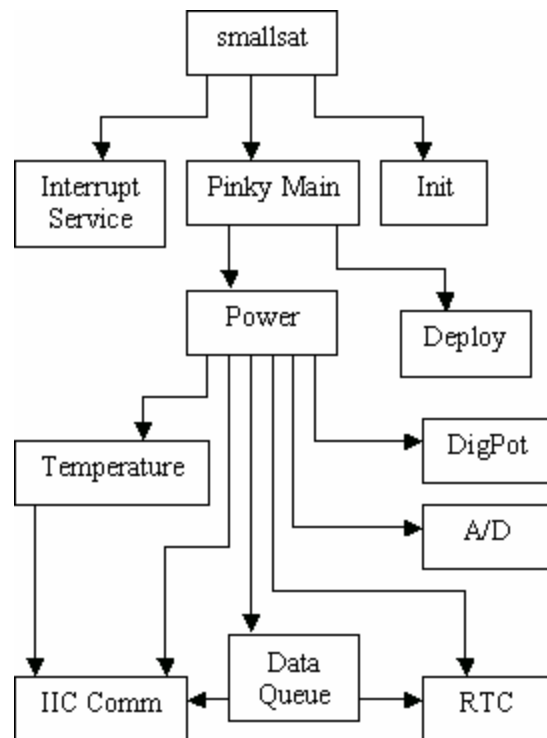 smallsat
Interrupt
Service
Pinky Main
Init
Power
Deploy
Temperature
DigPot
A/D
Data
Queue
IIC Comm
RTC